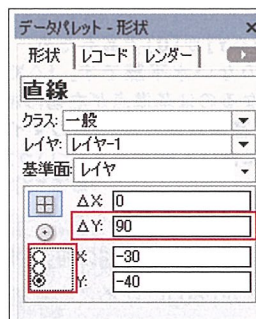 データパレット - 形状
形状 レコード レンダー
直線
クラス: 一般
レイヤ: レイヤ-1
基準面: レイヤ
ΔX: 0
ΔY: 90
X: -30
Y: -40